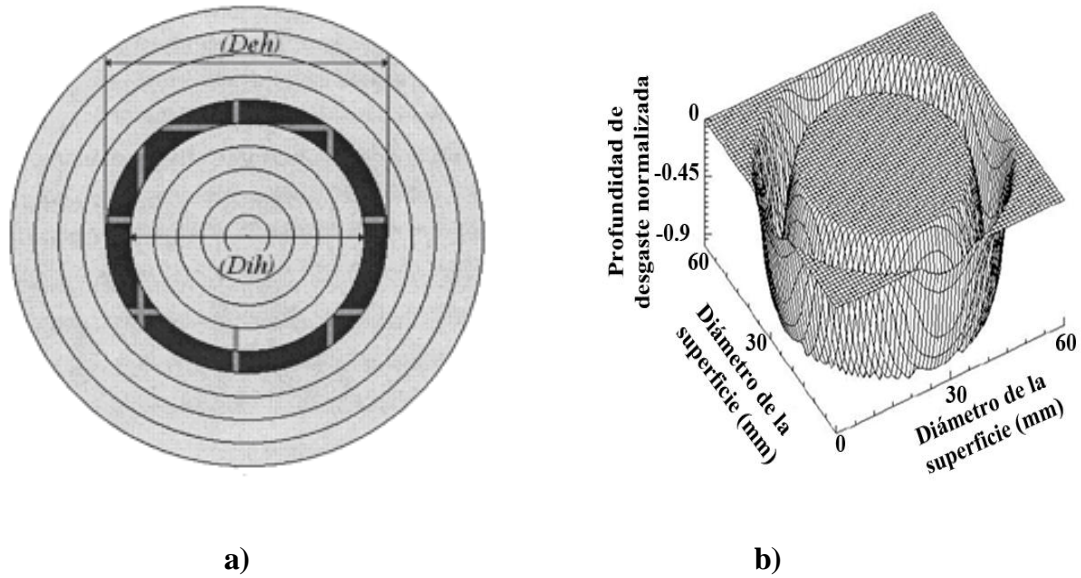 (Deh)
(Dih)
a)
Profundidad de
desgaste normalizada
0
-0.45
-0.9
60
30
0
30
60
Diámetro de la
superficie (mm)
Diámetro de la
superficie (mm)
b)